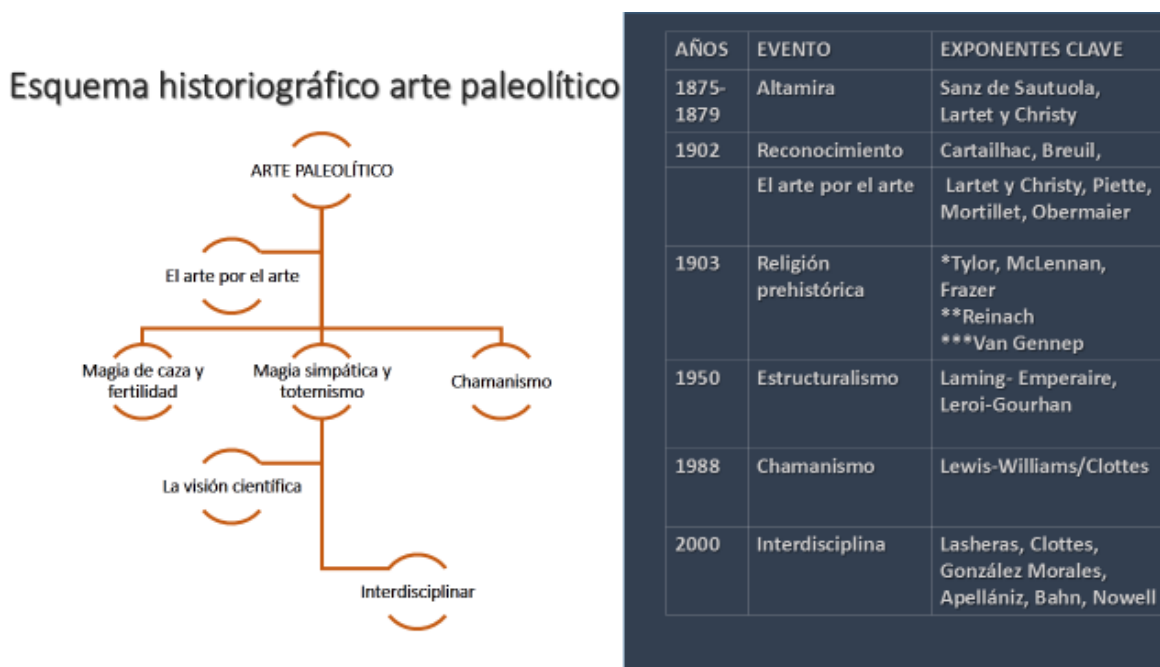 Esquema historiográfico arte paleolítico
ARTE PALEOLÍTICO
El arte por el arte
Magia de caza y
fertilidad
Magia simpática y
totemismo
Chamanismo
La visión científica
Interdisciplinar
AÑOS EVENTO EXPONENTES CLAVE
1875- Altamira Sanz de Sautuola,
1879 Lartet y Christy
1902 Reconocimiento Cartailhac, Breuil,
El arte por el arte Lartet y Christy, Piette,
Mortillet, Obermaier
1903 Religión *Tylor, McLennan,
prehistórica Frazer
**Reinach
***Van Gennep
1950 Estructuralismo Laming- Emperaire,
Leroi-Gourhan
1988 Chamanismo Lewis-Williams/Clottes
2000 Interdisciplina Lasheras, Clottes,
González Morales,
Apellániz, Bahn, Nowell